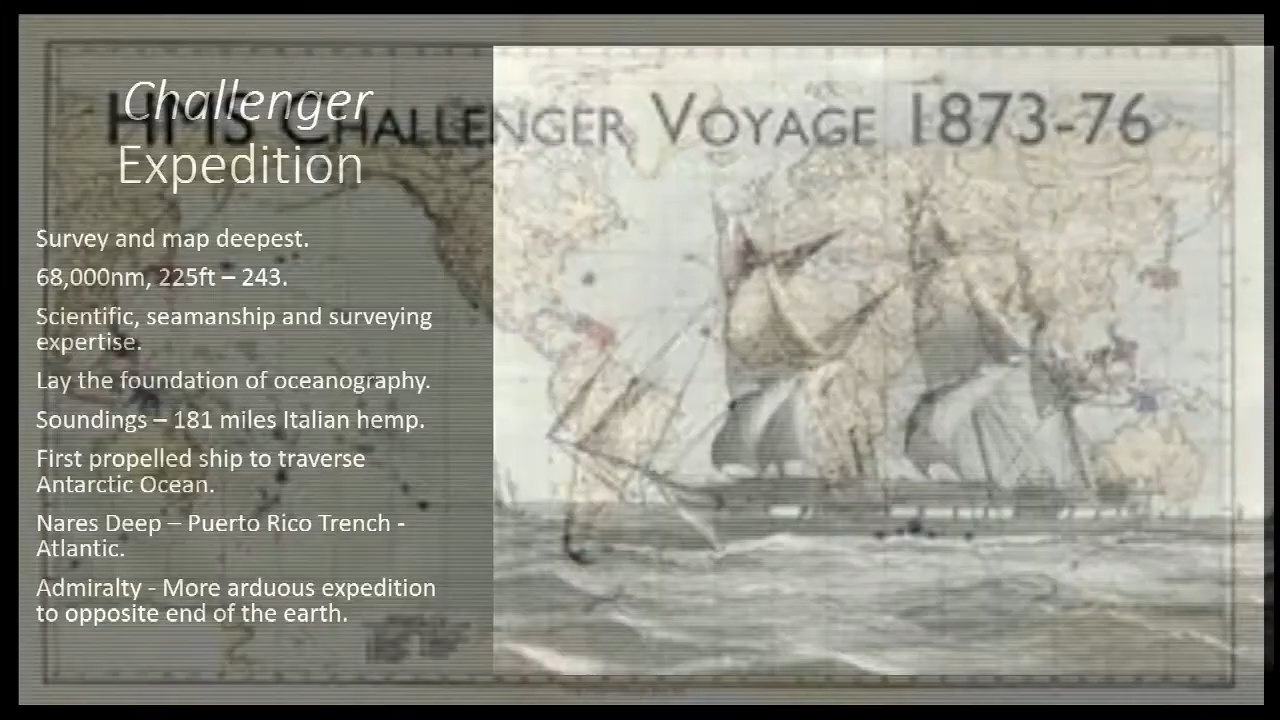 Challenger
HMS Challenger Voyage 1873-76
Expedition
Survey and map deepest.
68,000nm, 225ft – 243.
Scientific, seamanship and surveying
expertise.
Lay the foundation of oceanography.
Soundings – 181 miles Italian hemp.
First propelled ship to traverse
Antarctic Ocean.
Nares Deep – Puerto Rico Trench -
Atlantic.
Admiralty - More arduous expedition
to opposite end of the earth.